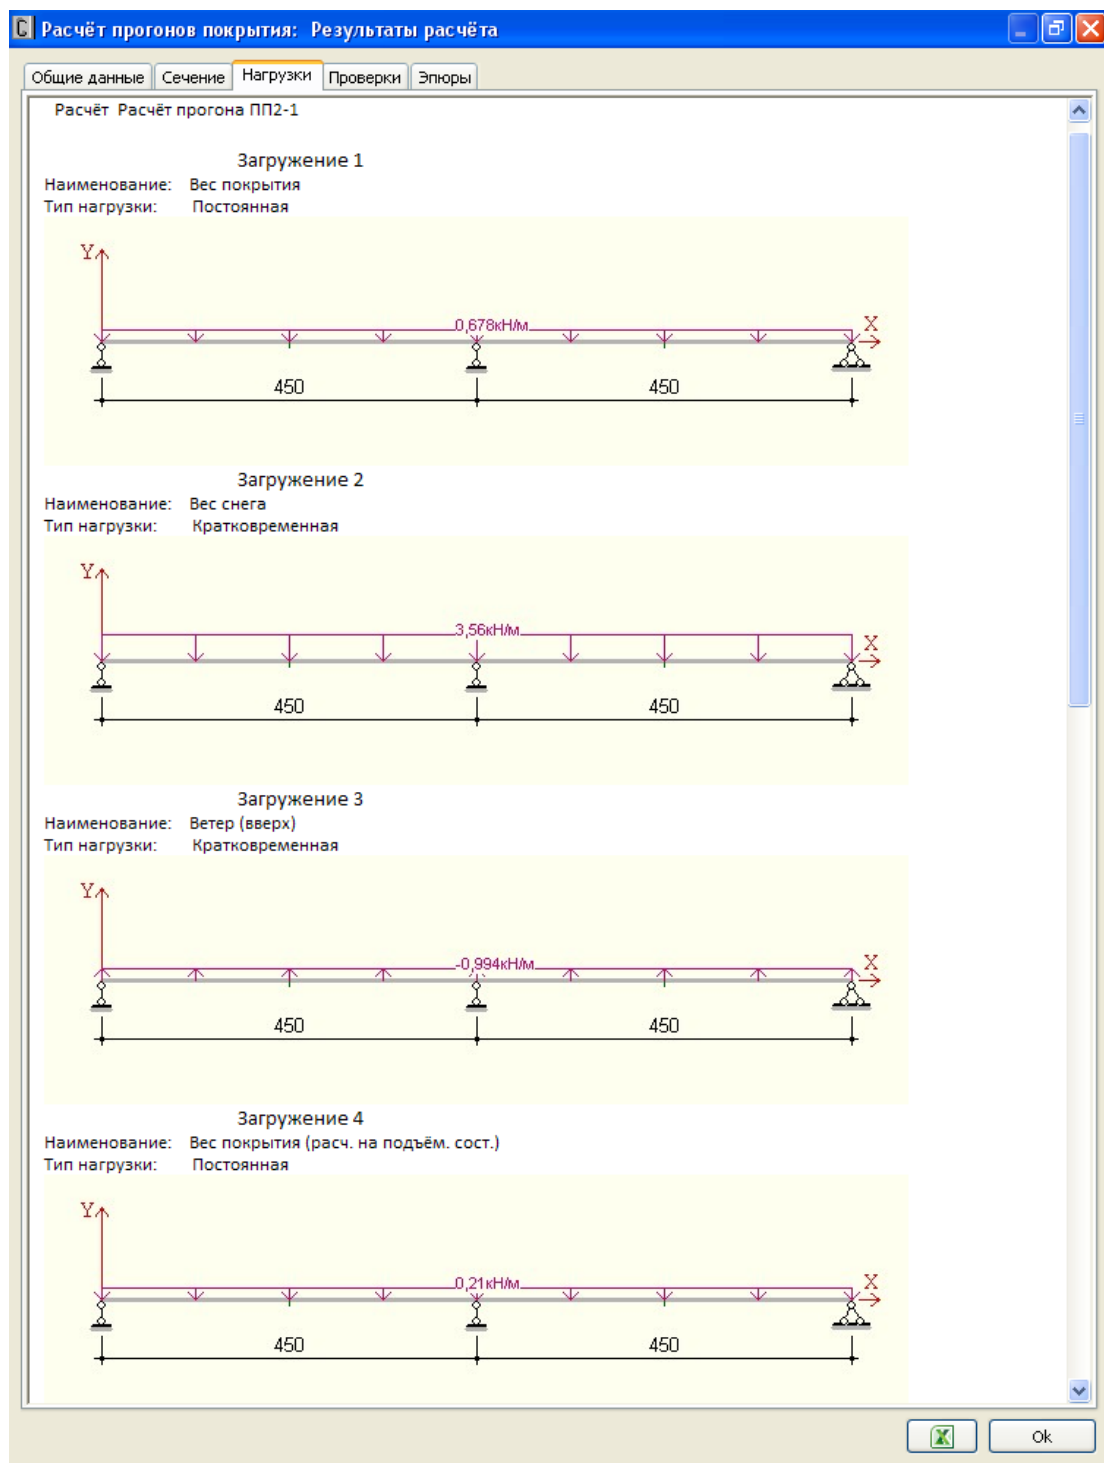 Расчёт прогонов покрытия: Результаты расчёта
Общие данные Сечение Нагрузки Проверки Эпюры
Расчёт Расчёт прогона ПП2-1
Загружение 1
Наименование: Вес покрытия
Тип нагрузки: Постоянная
Y
0,678кН/м
X
450 450
Загружение 2
Наименование: Вес снега
Тип нагрузки: Кратковременная
Y
3,56кН/м
X
450 450
Загружение 3
Наименование: Ветер (вверх)
Тип нагрузки: Кратковременная
Y
-0,994кН/м
X
450 450
Загружение 4
Наименование: Вес покрытия (расч. на подъём. сост.)
Тип нагрузки: Постоянная
Y
0,21кН/м
X
450 450
Ok